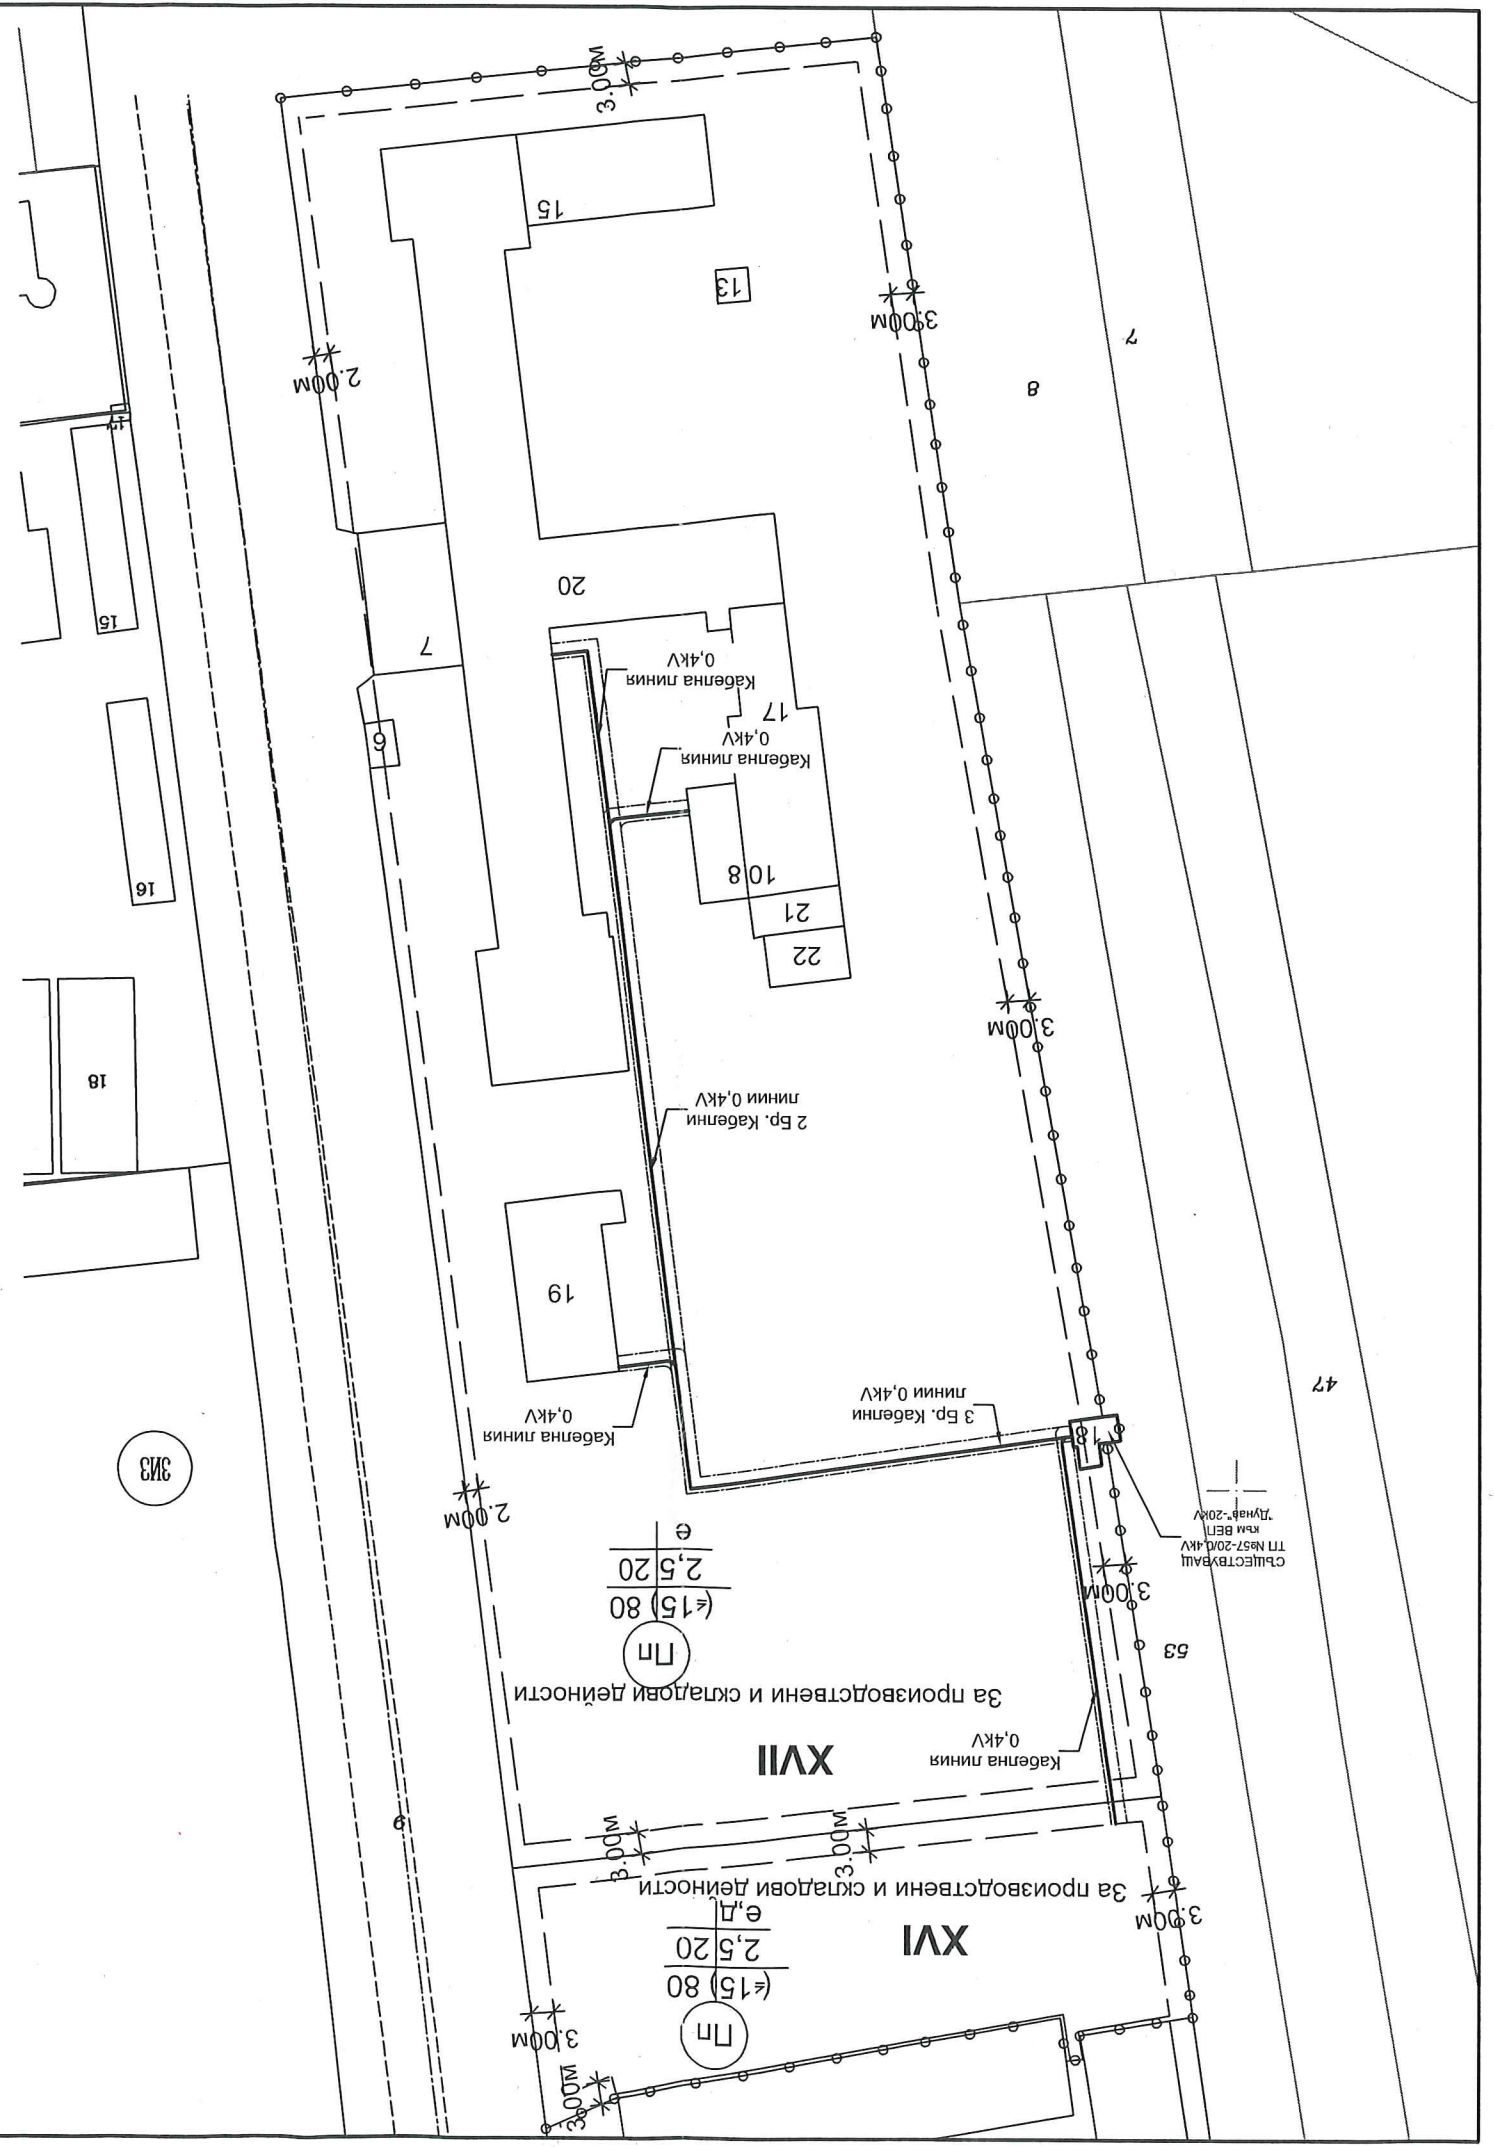 3.00м
3.00м
Пп
(≤15) 80
2,5 20
е,д
XVI
3.00м
За производствени и складови дейности
3.00м
3.00м
9
XVII
Кабелна линия
0,4kV
За производствени и складови дейности
53
Пп
(≤15) 80
2,5 20
е
3.00м
СЪЩЕСТВУВАЩ
ТП №57-20/0,4kV
към ВЕЛ
"Дунав"-20kV
2.00м
ЗИЗ
18
3 Бр. Кабелни
линии 0,4kV
Кабелна линия
0,4kV
47
19
2 Бр. Кабелни
линии 0,4kV
18
3.00м
22
21
10.8
16
Кабелна линия
0,4kV
17
Кабелна линия
0,4kV
7
20
15
17
2.00м
8
7
3.00м
13
15
3.00м